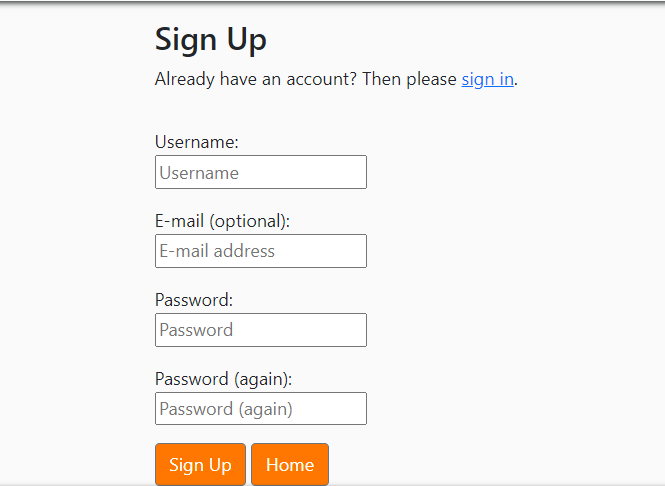 Sign Up
Already have an account? Then please sign in.
Username:
Username
E-mail (optional):
E-mail address
Password:
Password
Password (again):
Password (again)
Sign Up Home